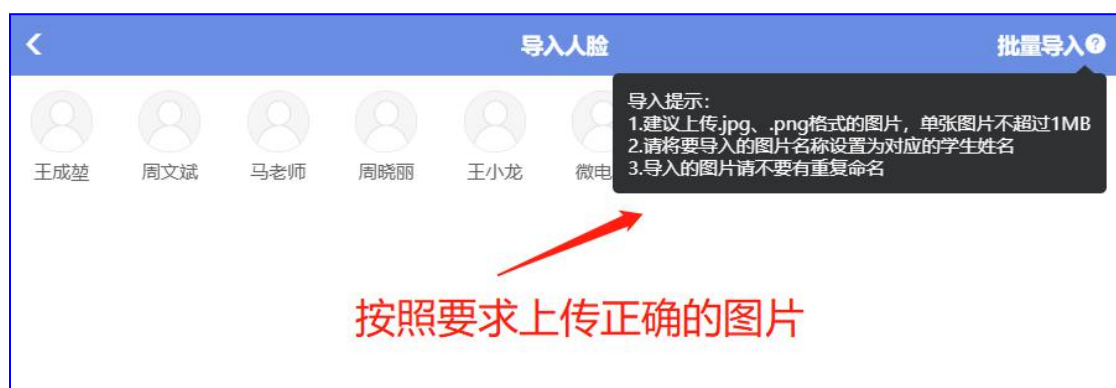 导入人脸
批量导入?
导入提示：
1.建议上传.jpg、.png格式的图片，单张图片不超过1MB
2.请将要导入的图片名称设置为对应的学生姓名
3.导入的图片请不要有重复命名
王成堃
周文斌
马老师
周晓丽
王小龙
微电
按照要求上传正确的图片